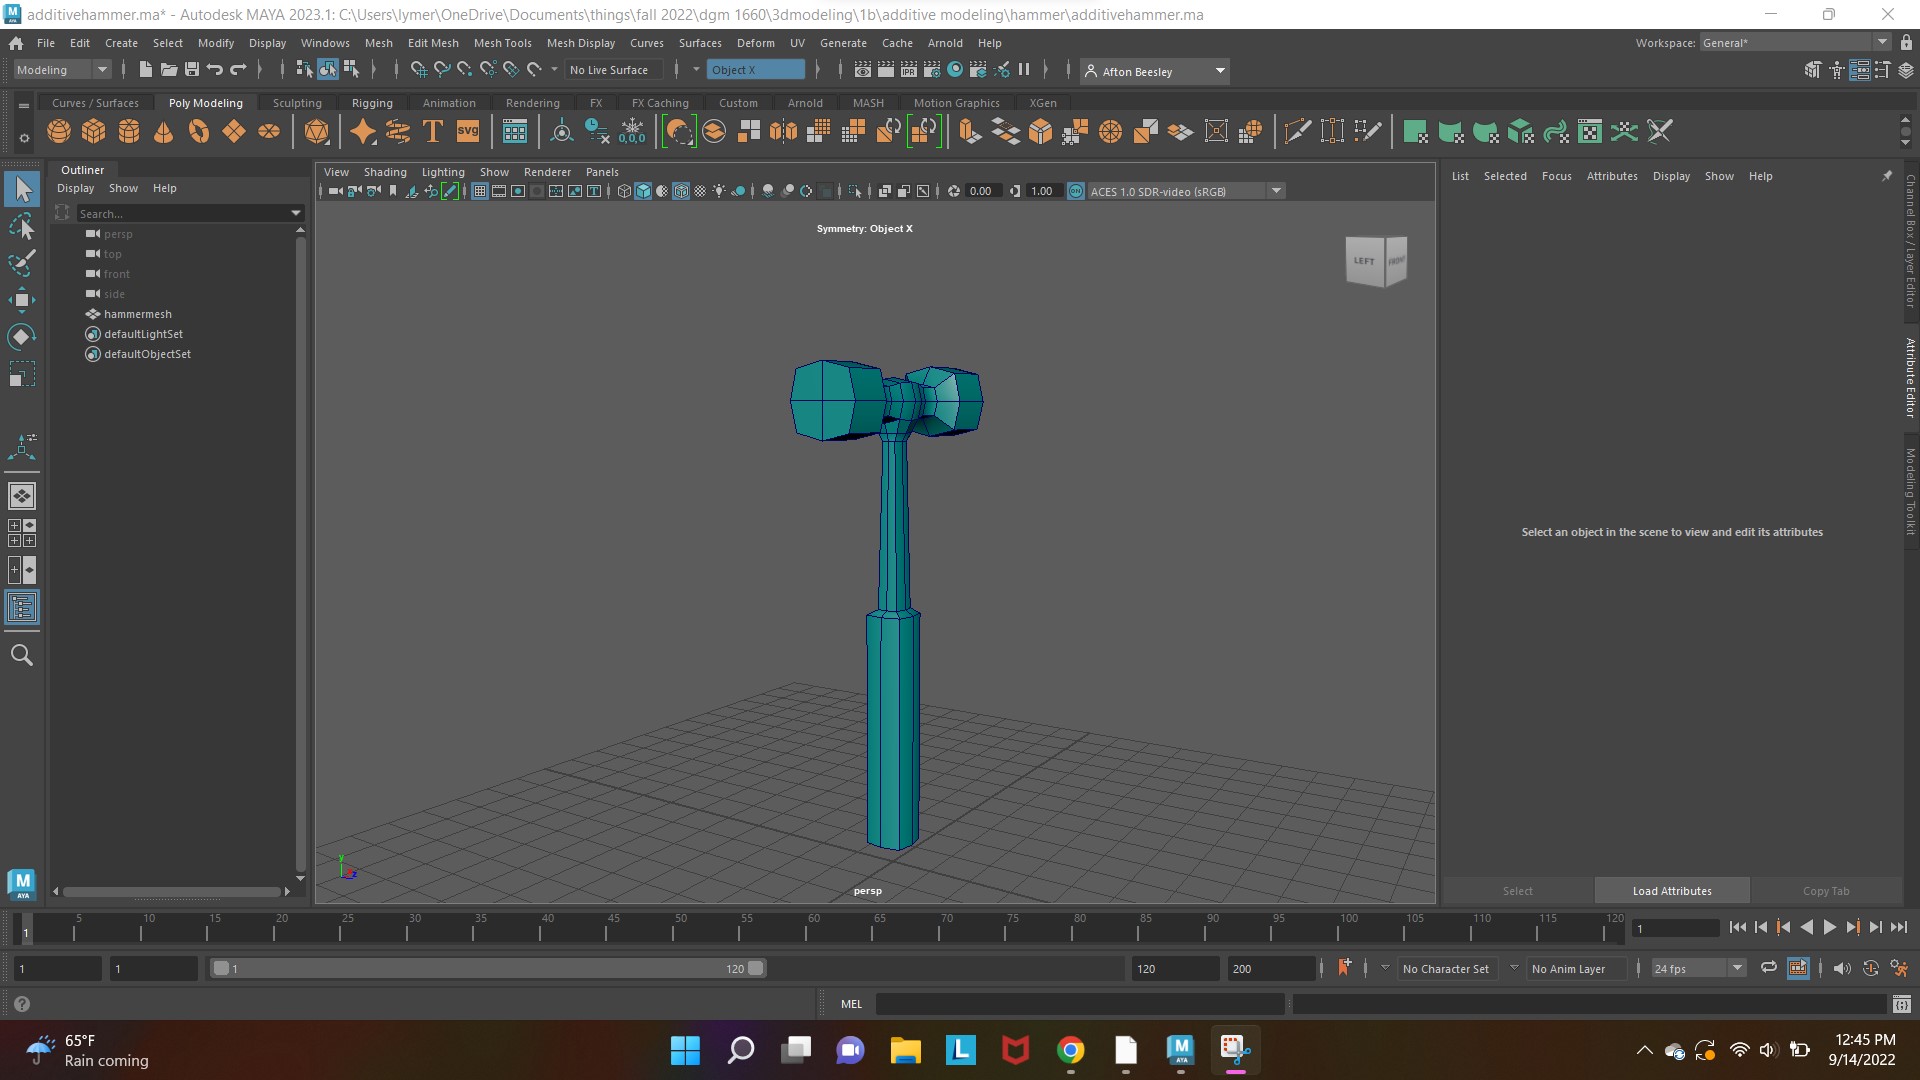 additivehammer.ma* - Autodesk MAYA 2023.1: C:\Users\lymer\OneDrive\Documents\things\fall 2022\dgm 1660\3dmodeling\1b\additive modeling\hammer\additivehammer.ma
File Edit Create Select Modify Display Windows Mesh Edit Mesh Mesh Tools Mesh Display Curves Surfaces Deform UV Generate Cache Arnold Help
Workspace: General*
Modeling No Live Surface Object X Afton Beesley
Curves / Surfaces Poly Modeling Sculpting Rigging Animation Rendering FX FX Caching Custom Arnold MASH Motion Graphics XGen
Outliner
Display Show Help
Search...
persp
top
front
side
hammermesh
defaultLightSet
defaultObjectSet
View Shading Lighting Show Renderer Panels
0.00 1.00 ACES 1.0 SDR-video (sRGB)
Symmetry: Object X
LEFT FRONT
persp
List Selected Focus Attributes Display Show Help
Select an object in the scene to view and edit its attributes
Select Load Attributes Copy Tab
Channel Box / Layer Editor
Attribute Editor
Modeling Toolkit
5 10 15 20 25 30 35 40 45 50 55 60 65 70 75 80 85 90 95 100 105 110 115 120
1 1
1 1 1 120 120 200 No Character Set No Anim Layer 24 fps
MEL
65°F
Rain coming
12:45 PM
9/14/2022